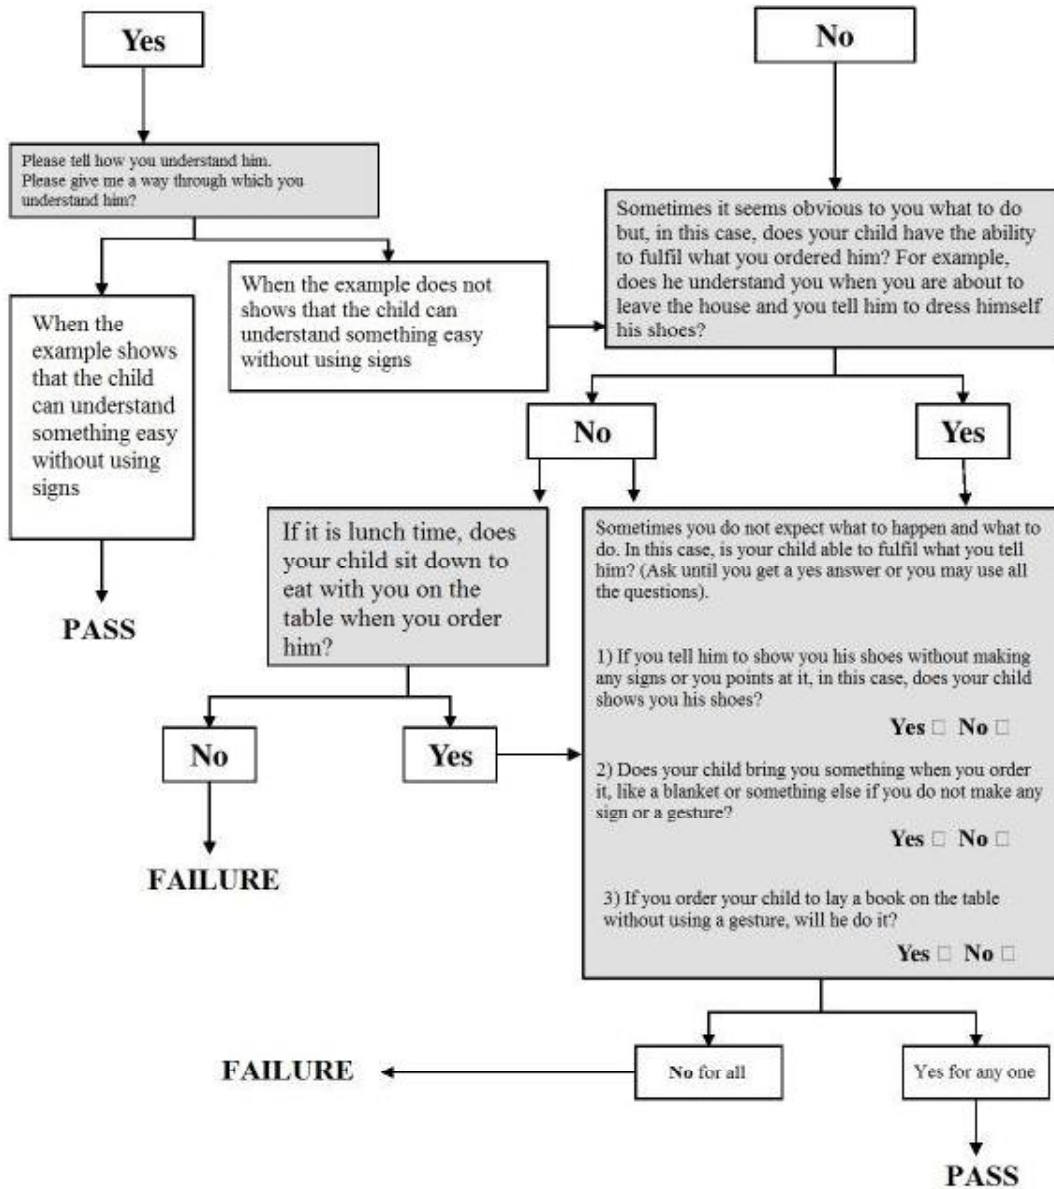 Yes
No
Please tell how you understand him.
Please give me a way through which you
understand him?
Sometimes it seems obvious to you what to do
but, in this case, does your child have the ability
to fulfil what you ordered him? For example,
does he understand you when you are about to
leave the house and you tell him to dress himself
his shoes?
When the
example shows
that the child
can understand
something easy
without using
signs
When the example does not
shows that the child can
understand something easy
without using signs
No
Yes
PASS
If it is lunch time, does
your child sit down to
eat with you on the
table when you order
him?
Sometimes you do not expect what to happen and what to
do. In this case, is your child able to fulfil what you tell
him? (Ask until you get a yes answer or you may use all
the questions).
1) If you tell him to show you his shoes without making
any signs or you points at it, in this case, does your child
shows you his shoes?
Yes □ No □
2) Does your child bring you something when you order
it, like a blanket or something else if you do not make any
sign or a gesture?
Yes □ No □
3) If you order your child to lay a book on the table
without using a gesture, will he do it?
Yes □ No □
No
Yes
FAILURE
No for all
Yes for any one
FAILURE
PASS